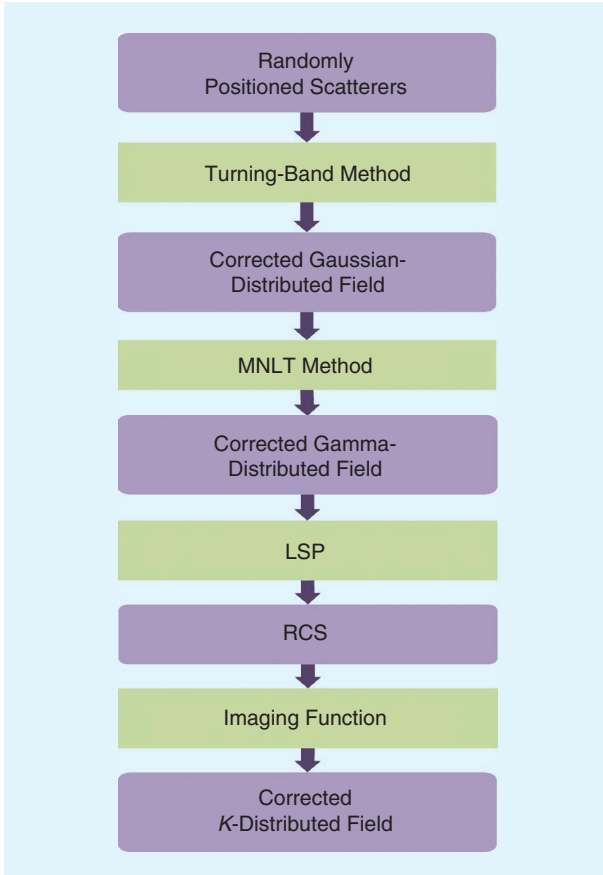 Randomly
Positioned Scatterers
Turning-Band Method
Corrected Gaussian-
Distributed Field
MNLT Method
Corrected Gamma-
Distributed Field
LSP
RCS
Imaging Function
Corrected
K-Distributed Field